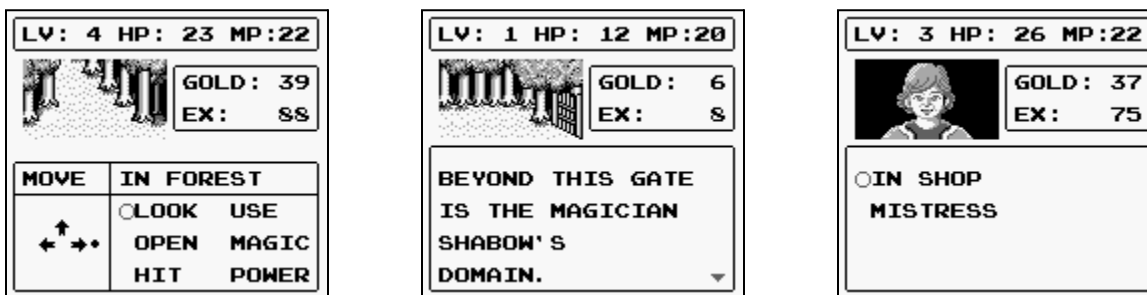 LV: 4 HP: 23 MP:22
GOLD: 39
EX: 88
MOVE IN FOREST
LOOK USE
OPEN MAGIC
HIT POWER
LV: 1 HP: 12 MP:20
GOLD: 6
EX: 8
BEYOND THIS GATE
IS THE MAGICIAN
SHABOW'S
DOMAIN.
LV: 3 HP: 26 MP:22
GOLD: 37
EX: 75
IN SHOP
MISTRESS